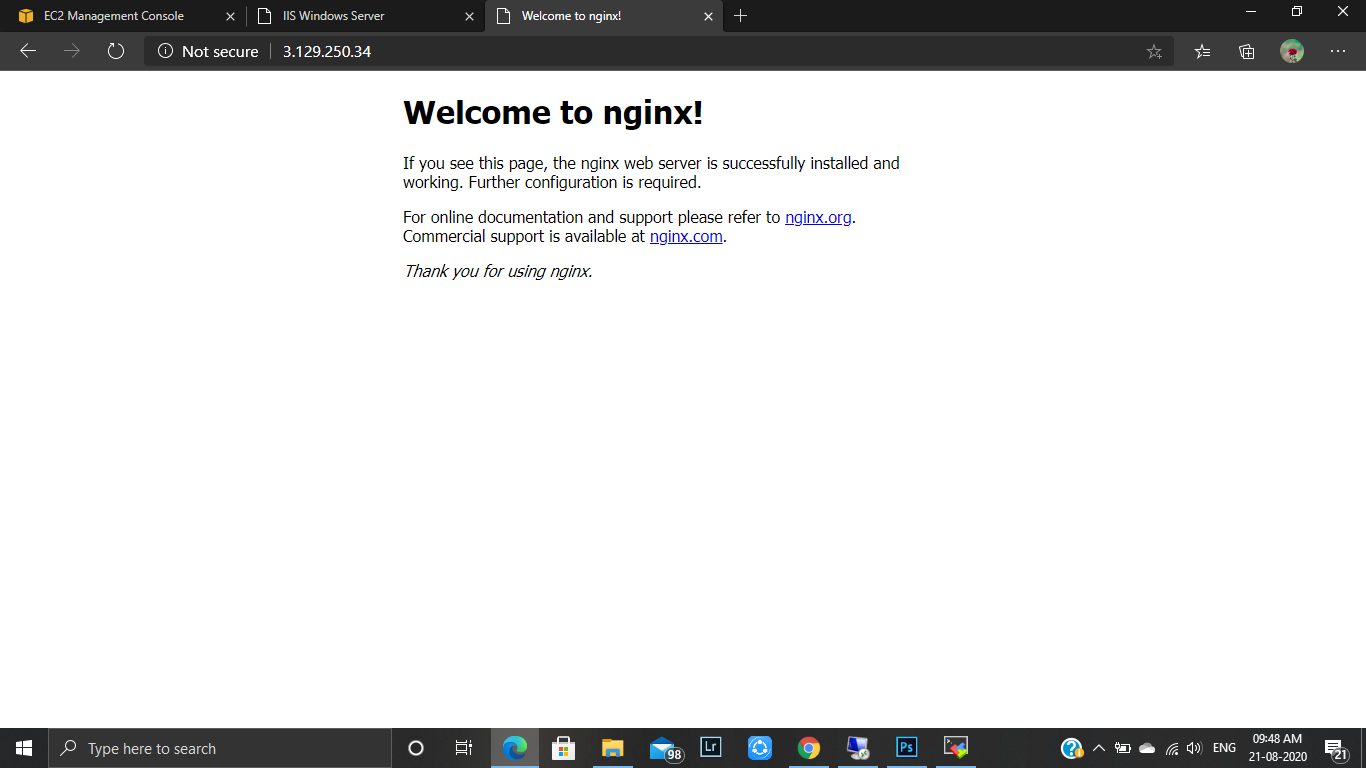 EC2 Management Console
IIS Windows Server
Welcome to nginx!
Not secure
3.129.250.34
Welcome to nginx!
If you see this page, the nginx web server is successfully installed and
working. Further configuration is required.
For online documentation and support please refer to nginx.org.
Commercial support is available at nginx.com.
Thank you for using nginx.
Type here to search
98
Lr
Ps
ENG
09:48 AM
21-08-2020
21